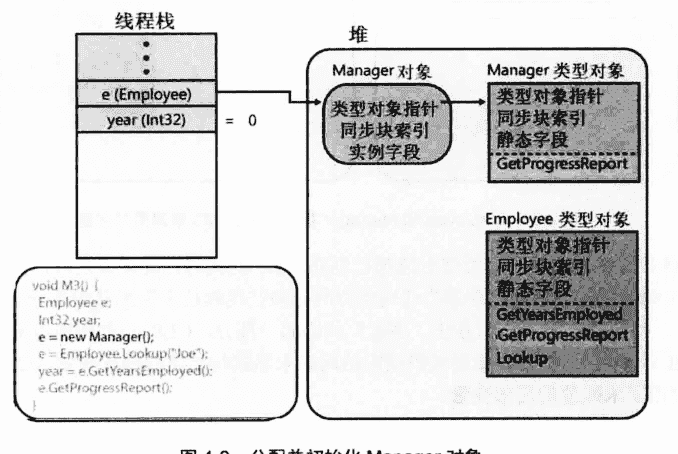 线程栈
e (Employee)
year (Int32)
= 0
堆
Manager 对象
类型对象指针
同步块索引
实例字段
Manager 类型对象
类型对象指针
同步块索引
静态字段
GetProgressReport
Employee 类型对象
类型对象指针
同步块索引
静态字段
GetYearsEmployed
GetProgressReport
Lookup
void M3() {
Employee e;
Int32 year;
e = new Manager();
e = Employee.Lookup("Joe");
year = e.GetYearsEmployed();
e.GetProgressReport();
}